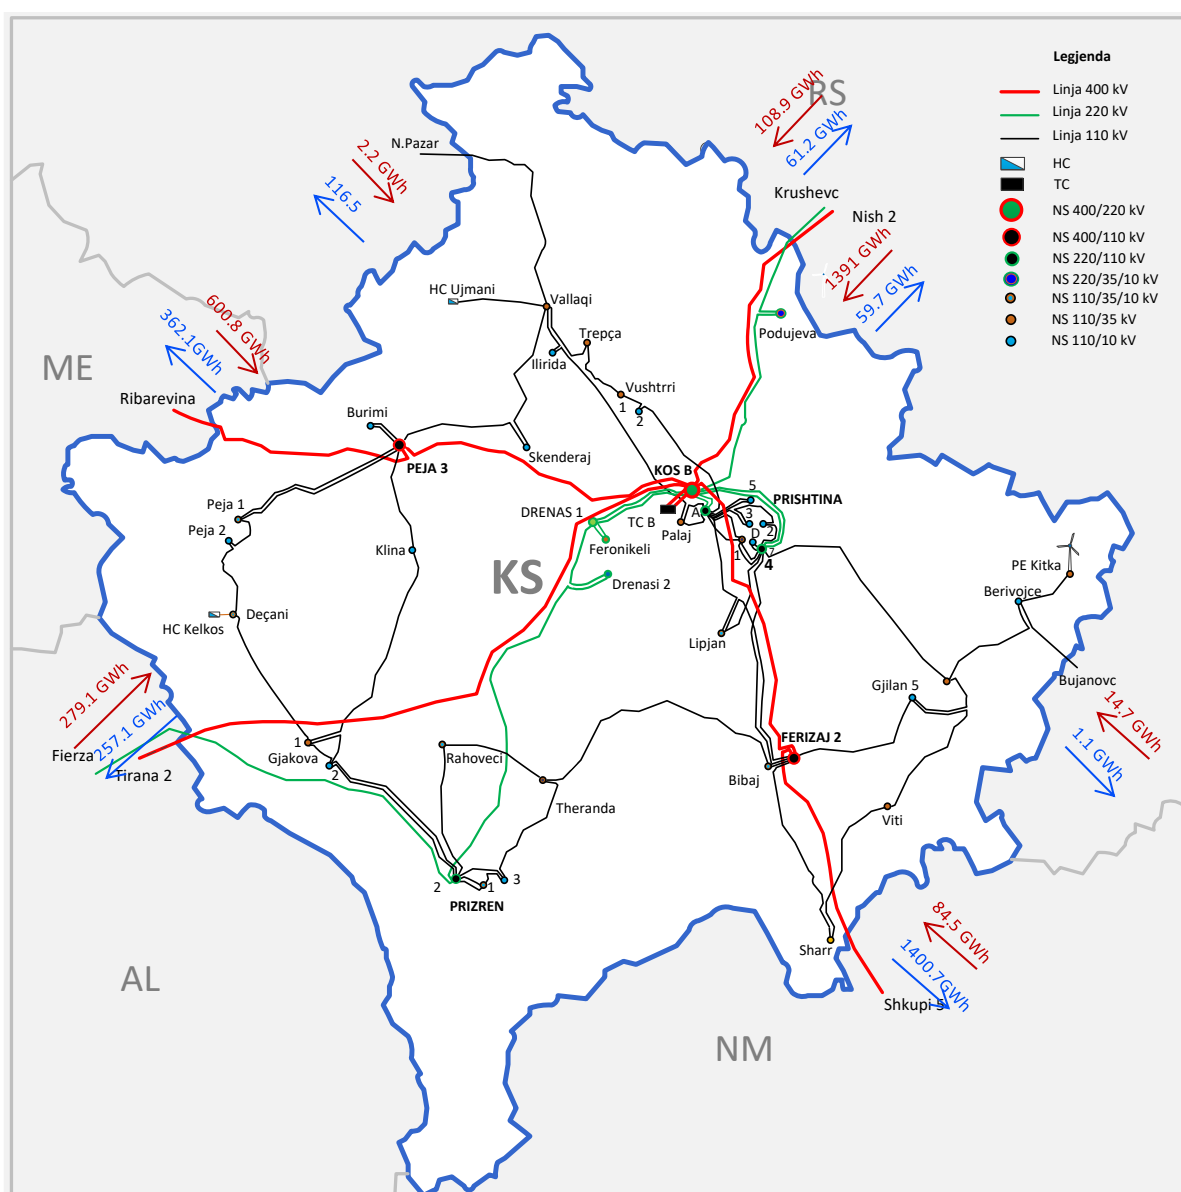 Legjenda
Linja 400 kV
Linja 220 kV
Linja 110 kV
HC
TC
NS 400/220 kV
NS 400/110 kV
NS 220/110 kV
NS 220/35/10 kV
NS 110/35/10 kV
NS 110/35 kV
NS 110/10 kV
RS
108.9 GWh
61.2 GWh
N.Pazar
2.2 GWh
116.5
Krushevc
Nish 2
1391 GWh
59.7 GWh
HC Ujmani
Vallaqi
Trepça
Ilirida
Podujeva
600.8 GWh
362.1GWh
ME
Ribarevina
Vushtrri
1
2
Burimi
PEJA 3
Skenderaj
KOS B
PRISHTINA
5
Peja 1
Peja 2
DRENAS 1
TC B
Palaj
A
3
2
D
1
7
4
Feronikeli
Klina
KS
Drenasi 2
PE Kitka
Berivojce
Deçani
HC Kelkos
Lipjan
Bujanovc
Gjilan 5
279.1 GWh
257.1 GWh
14.7 GWh
1.1 GWh
Fierza
Tirana 2
1
Gjakova
2
Rahoveci
FERIZAJ 2
Bibaj
Theranda
Viti
2
1
3
PRIZREN
Sharr
84.5 GWh
1400.7GWh
Shkupi 5
AL
NM